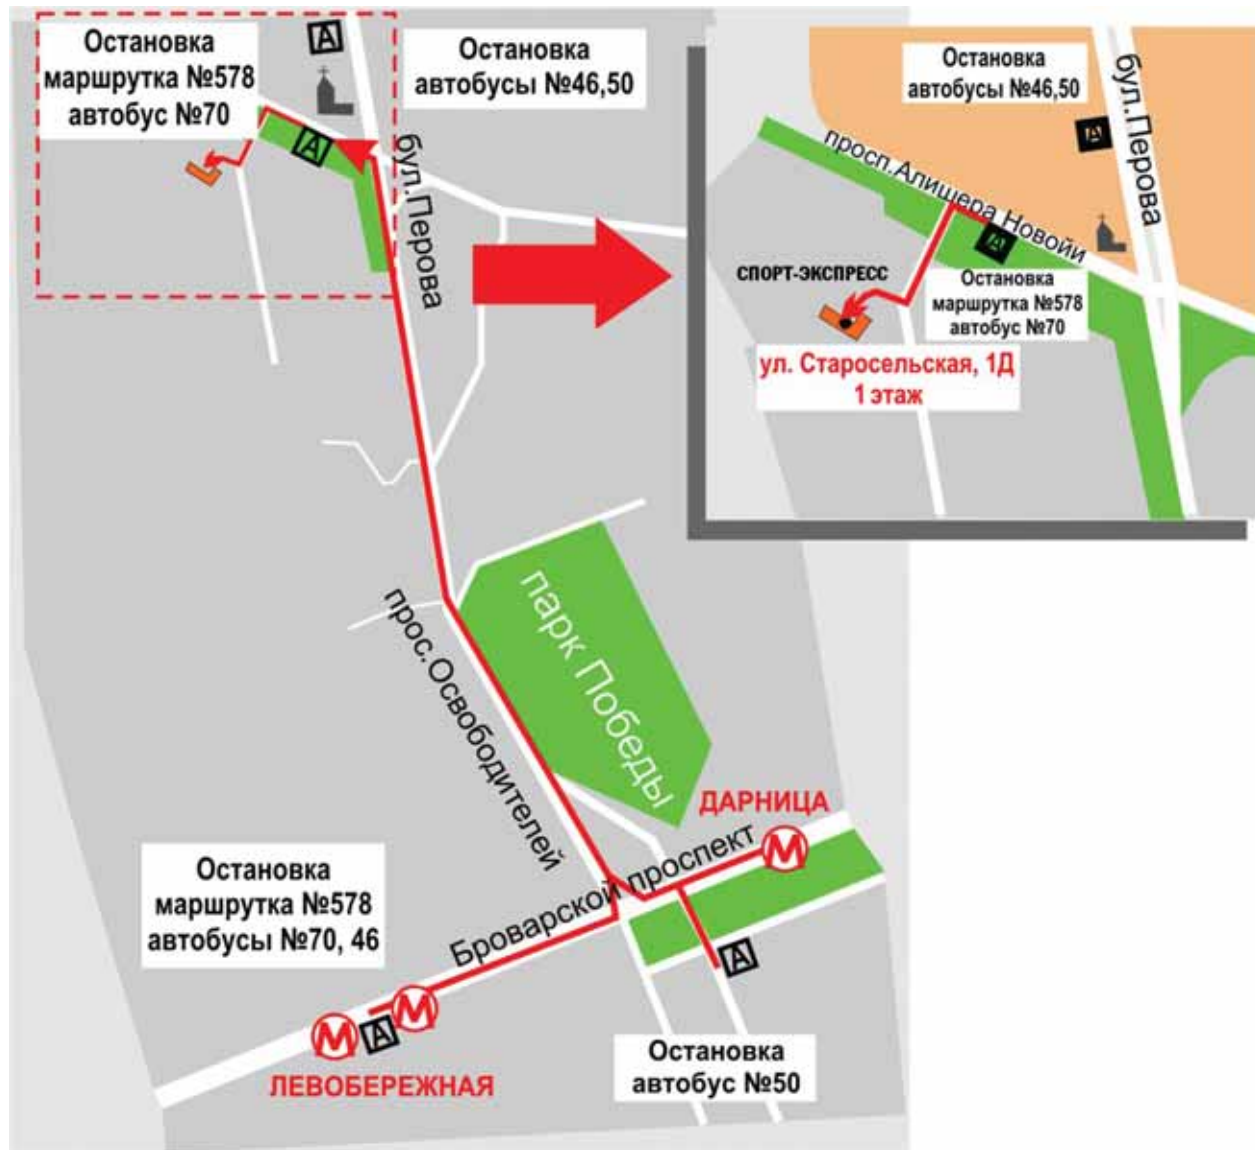 Остановка
маршрутка №578
автобус №70
А
Остановка
автобусы №46,50
А
бул.Перова
прос.Освободителей
парк Победы
ДАРНИЦА
М
Броварской проспект
Остановка
маршрутка №578
автобусы №70, 46
М
А
М
ЛЕВОБЕРЕЖНАЯ
А
Остановка
автобус №50
Остановка
автобусы №46,50
А
бул.Перова
просп.Алишера Новойи
А
СПОРТ-ЭКСПРЕСС
Остановка
маршрутка №578
автобус №70
ул. Старосельская, 1Д
1 этаж